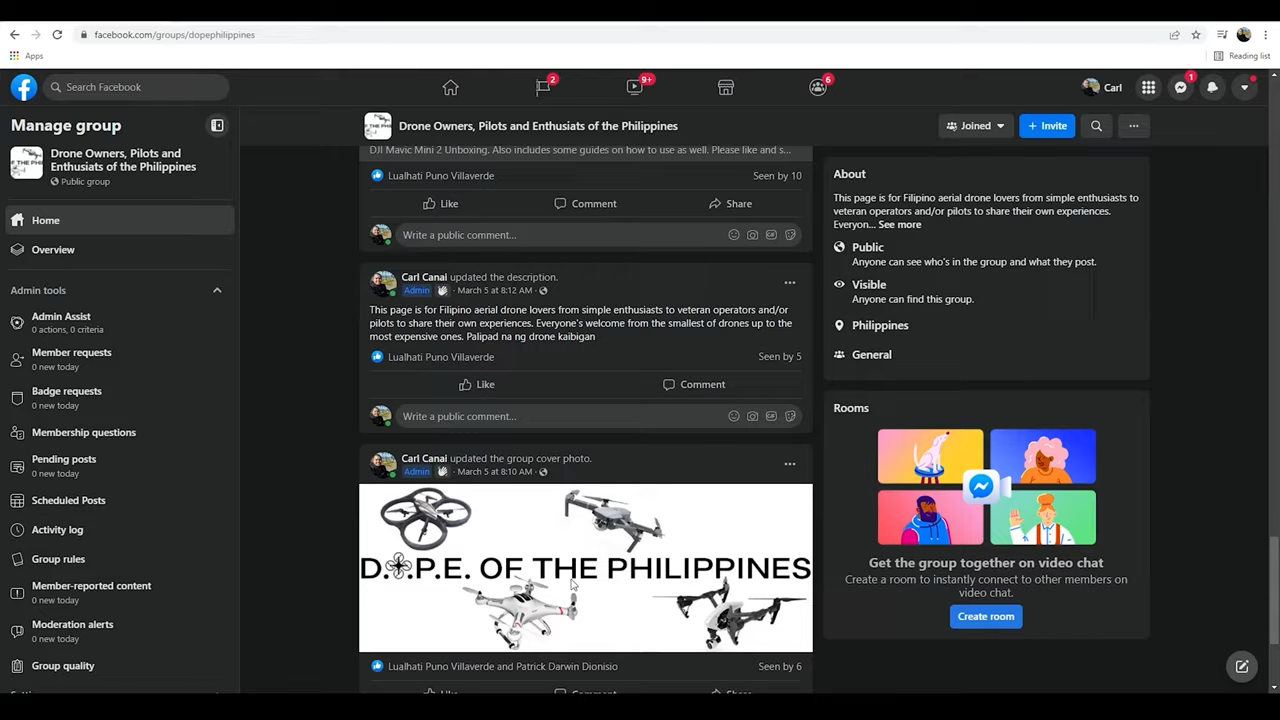 facebook.com/groups/dopephilippines
Apps
Reading list
Search Facebook
2
9+
6
Carl
1
Manage group
Drone Owners, Pilots and
Enthusiats of the Philippines
Public group
Home
Overview
Admin tools
Admin Assist
0 actions, 0 criteria
Member requests
0 new today
Badge requests
0 new today
Membership questions
Pending posts
0 new today
Scheduled Posts
Activity log
Group rules
Member-reported content
0 new today
Moderation alerts
0 new today
Group quality
Drone Owners, Pilots and Enthusiats of the Philippines
Joined
+ Invite
DJI Mavic Mini 2 Unboxing. Also includes some guides on how to use as well. Please like and s...
Lualhati Puno Villaverde
Seen by 10
Like
Comment
Share
Write a public comment...
Carl Canai updated the description.
Admin · March 5 at 8:12 AM ·
This page is for Filipino aerial drone lovers from simple enthusiasts to veteran operators and/or
pilots to share their own experiences. Everyone's welcome from the smallest of drones up to the
most expensive ones. Palipad na ng drone kaibigan
Lualhati Puno Villaverde
Seen by 5
Like
Comment
Write a public comment...
Carl Canai updated the group cover photo.
Admin · March 5 at 8:10 AM ·
D.O.P.E. OF THE PHILIPPINES
Lualhati Puno Villaverde and Patrick Darwin Dionisio
Seen by 6
Like
Comment
Share
About
This page is for Filipino aerial drone lovers from simple enthusiasts to
veteran operators and/or pilots to share their own experiences.
Everyon... See more
Public
Anyone can see who's in the group and what they post.
Visible
Anyone can find this group.
Philippines
General
Rooms
Get the group together on video chat
Create a room to instantly connect to other members on
video chat.
Create room